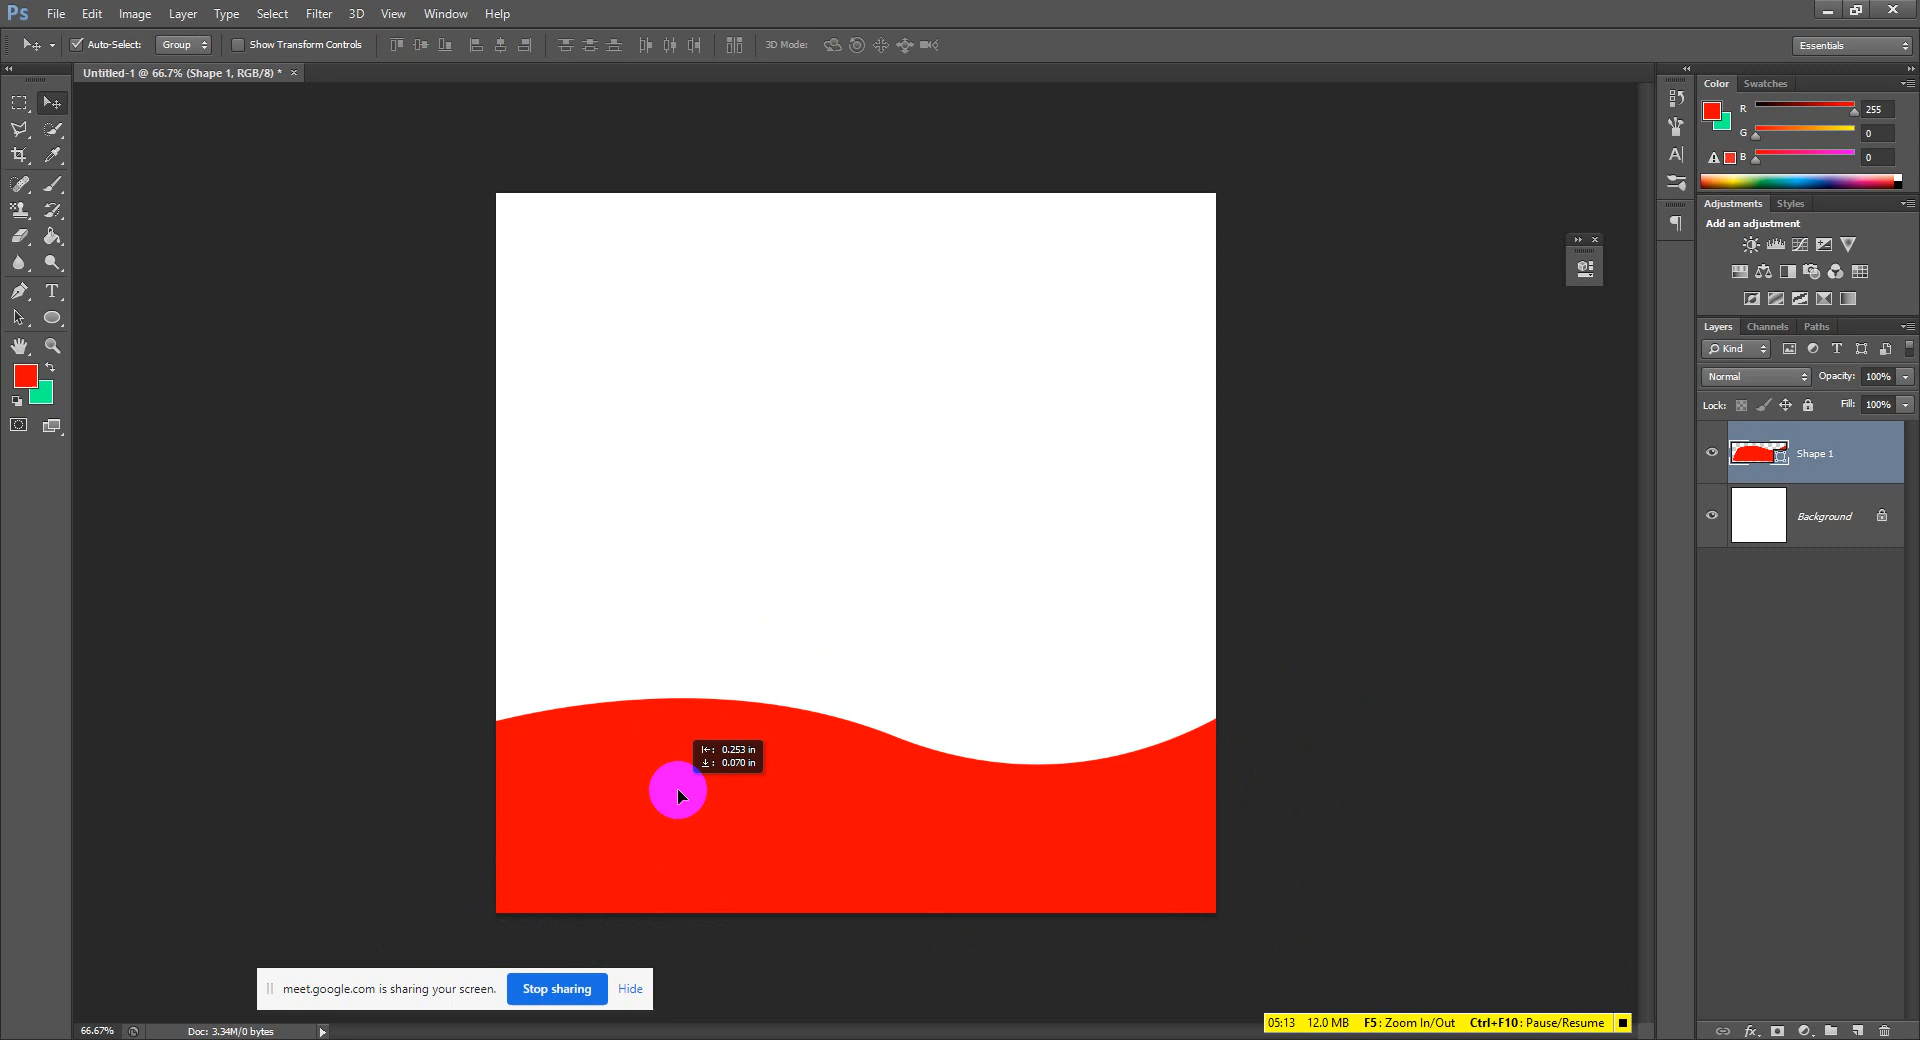 Ps File Edit Image Layer Type Select Filter 3D View Window Help
Auto-Select: Group Show Transform Controls 3D Mode: Essentials
Untitled-1 @ 66.7% (Shape 1, RGB/8) * ×
Color Swatches
R 255
G 0
B 0
Adjustments Styles
Add an adjustment
Layers Channels Paths
Kind
Normal Opacity: 100%
Lock: Fill: 100%
Shape 1
Background
0.253 in
0.070 in
meet.google.com is sharing your screen. Stop sharing Hide
05:13 12.0 MB F5: Zoom In/Out Ctrl+F10: Pause/Resume
66.67% Doc: 3.34M/0 bytes